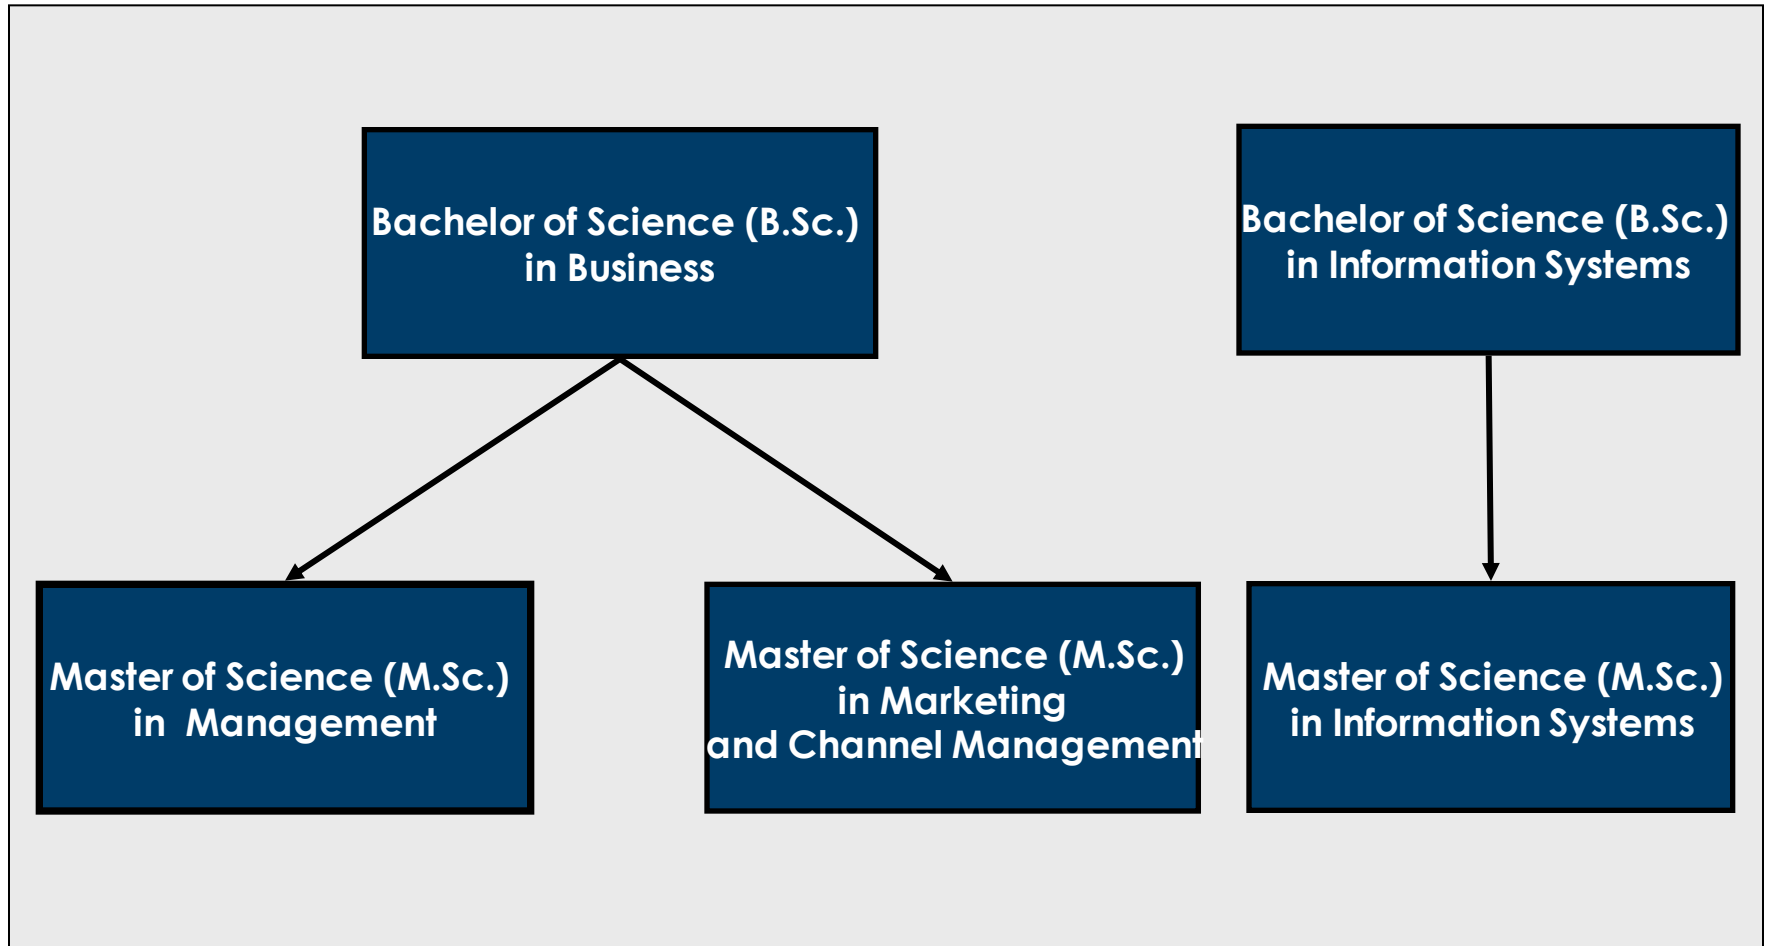 Bachelor of Science (B.Sc.)
in Business
Bachelor of Science (B.Sc.)
in Information Systems
Master of Science (M.Sc.)
in Management
Master of Science (M.Sc.)
in Marketing
and Channel Management
Master of Science (M.Sc.)
in Information Systems